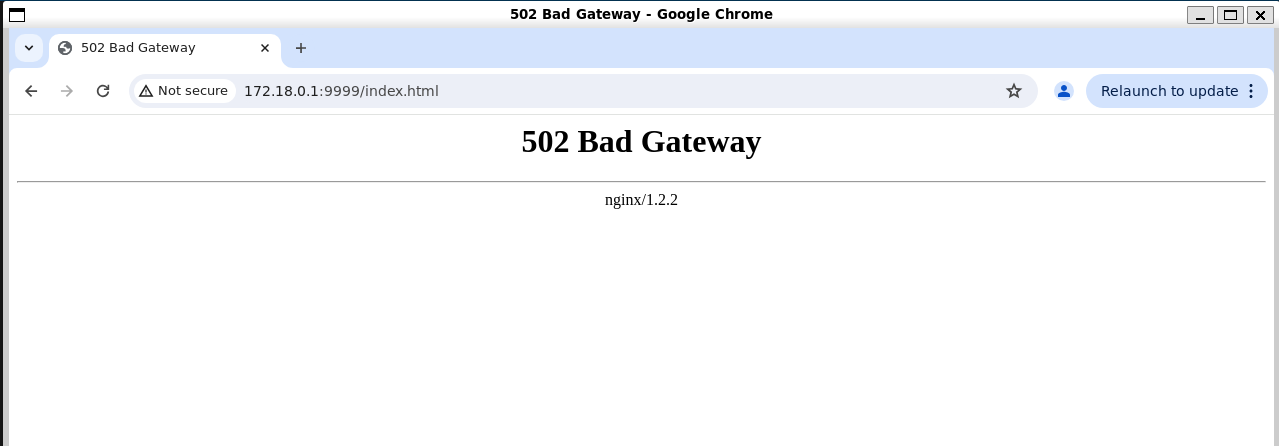 502 Bad Gateway - Google Chrome
502 Bad Gateway
Not secure 172.18.0.1:9999/index.html Relaunch to update
502 Bad Gateway
nginx/1.2.2